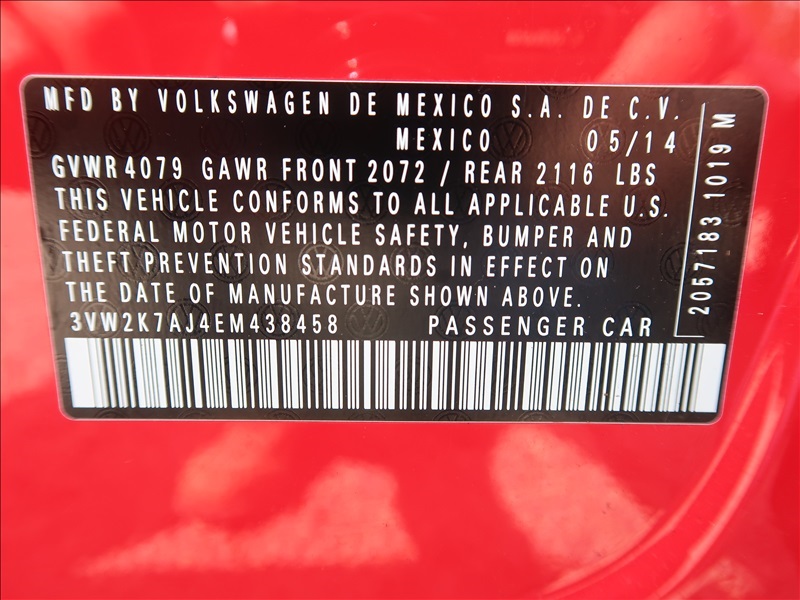 MFD BY VOLKSWAGEN DE MEXICO S.A. DE C.V.
MEXICO 05/14
GVWR 4079 GAWR FRONT 2072 / REAR 2116 LBS
THIS VEHICLE CONFORMS TO ALL APPLICABLE U.S.
FEDERAL MOTOR VEHICLE SAFETY, BUMPER AND
THEFT PREVENTION STANDARDS IN EFFECT ON
THE DATE OF MANUFACTURE SHOWN ABOVE.
3VW2K7AJ4EM438458 PASSENGER CAR
2057183 1019 M